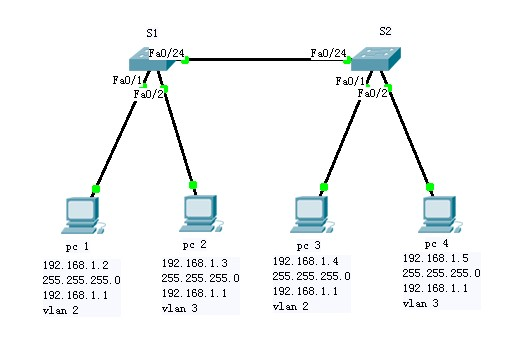 S1
S2
Fa0/24
Fa0/24
Fa0/1
Fa0/2
Fa0/1
Fa0/2
pc 1
192.168.1.2
255.255.255.0
192.168.1.1
vlan 2
pc 2
192.168.1.3
255.255.255.0
192.168.1.1
vlan 3
pc 3
192.168.1.4
255.255.255.0
192.168.1.1
vlan 2
pc 4
192.168.1.5
255.255.255.0
192.168.1.1
vlan 3